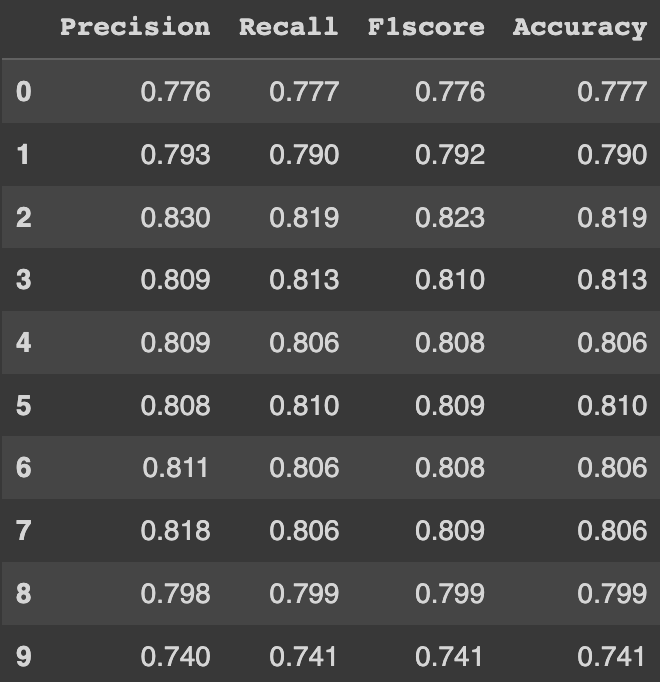 Precision Recall F1score Accuracy
0 0.776 0.777 0.776 0.777
1 0.793 0.790 0.792 0.790
2 0.830 0.819 0.823 0.819
3 0.809 0.813 0.810 0.813
4 0.809 0.806 0.808 0.806
5 0.808 0.810 0.809 0.810
6 0.811 0.806 0.808 0.806
7 0.818 0.806 0.809 0.806
8 0.798 0.799 0.799 0.799
9 0.740 0.741 0.741 0.741